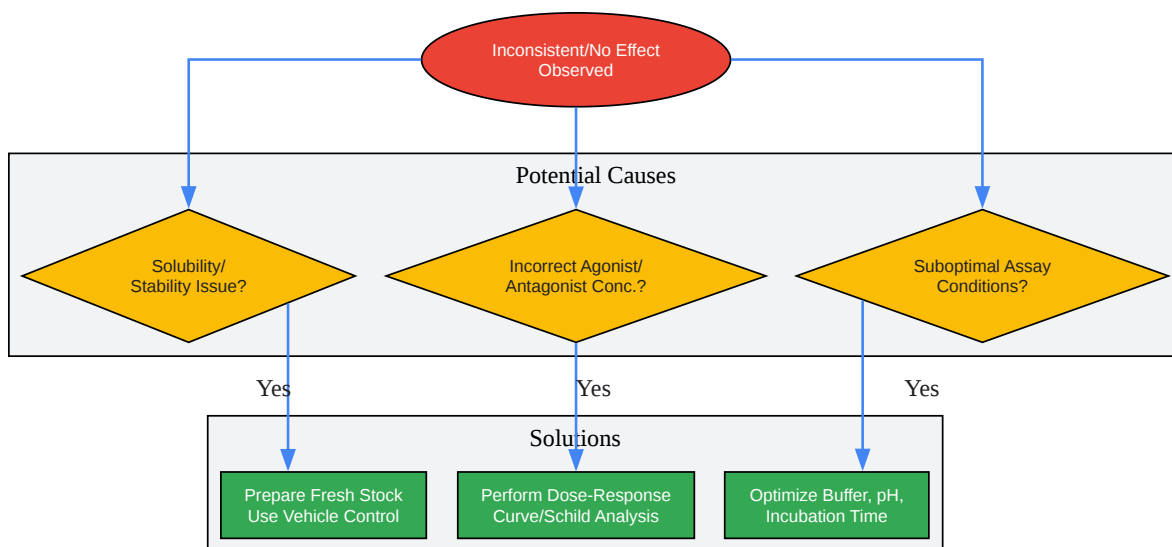 Inconsistent/No Effect
Observed
Potential Causes
Solubility/
Stability Issue?
Incorrect Agonist/
Antagonist Conc.?
Suboptimal Assay
Conditions?
Yes
Yes
Yes
Solutions
Prepare Fresh Stock
Use Vehicle Control
Perform Dose-Response
Curve/Schild Analysis
Optimize Buffer, pH,
Incubation Time